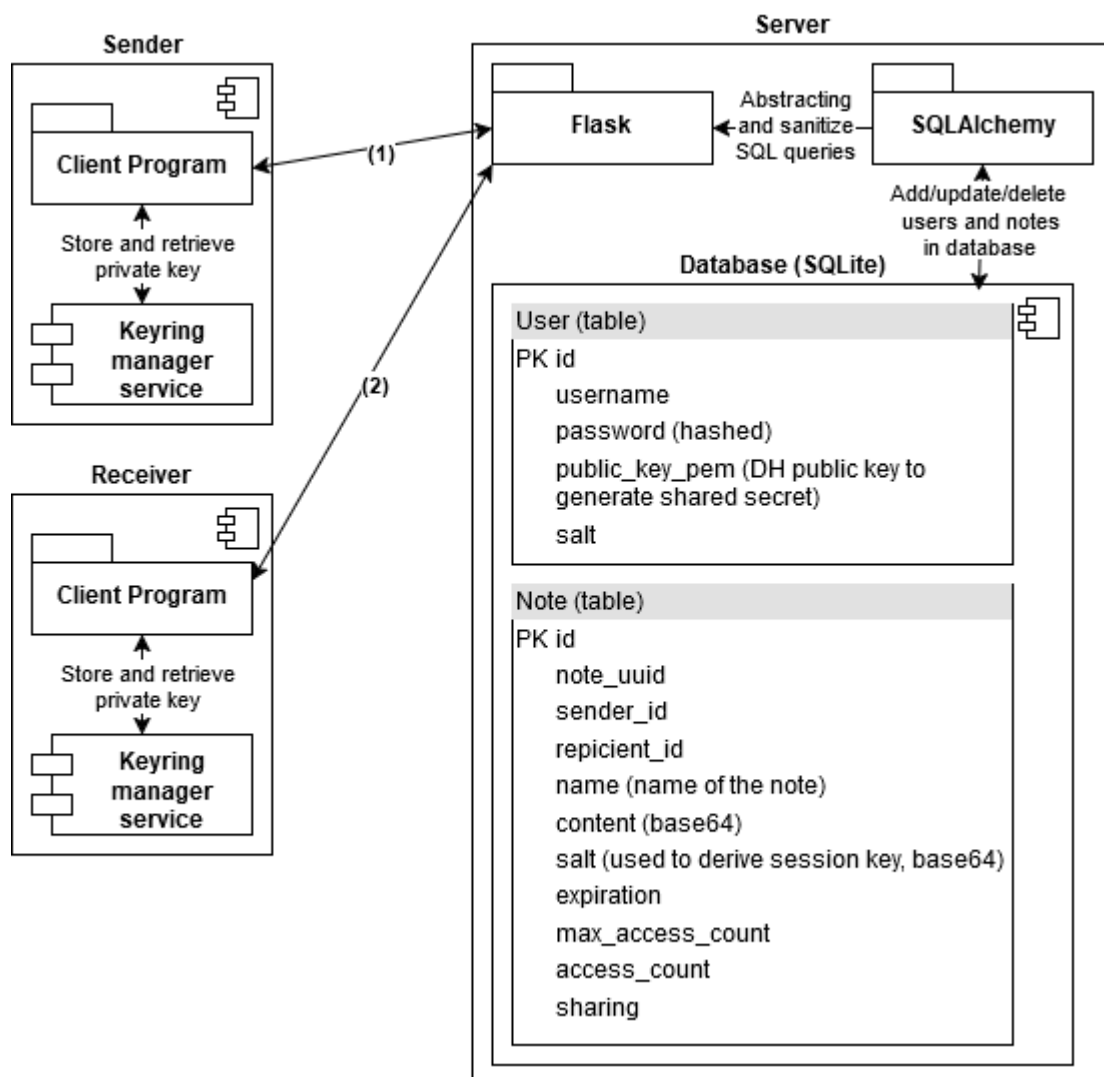 Sender
Client Program
Store and retrieve
private key
Keyring
manager
service
(1)
(2)
Receiver
Client Program
Store and retrieve
private key
Keyring
manager
service
Server
Flask
Abstracting
and sanitize
SQL queries
SQLAlchemy
Add/update/delete
users and notes
in database
Database (SQLite)
User (table)
PK id
username
password (hashed)
public_key_pem (DH public key to
generate shared secret)
salt
Note (table)
PK id
note_uuid
sender_id
repicient_id
name (name of the note)
content (base64)
salt (used to derive session key, base64)
expiration
max_access_count
access_count
sharing